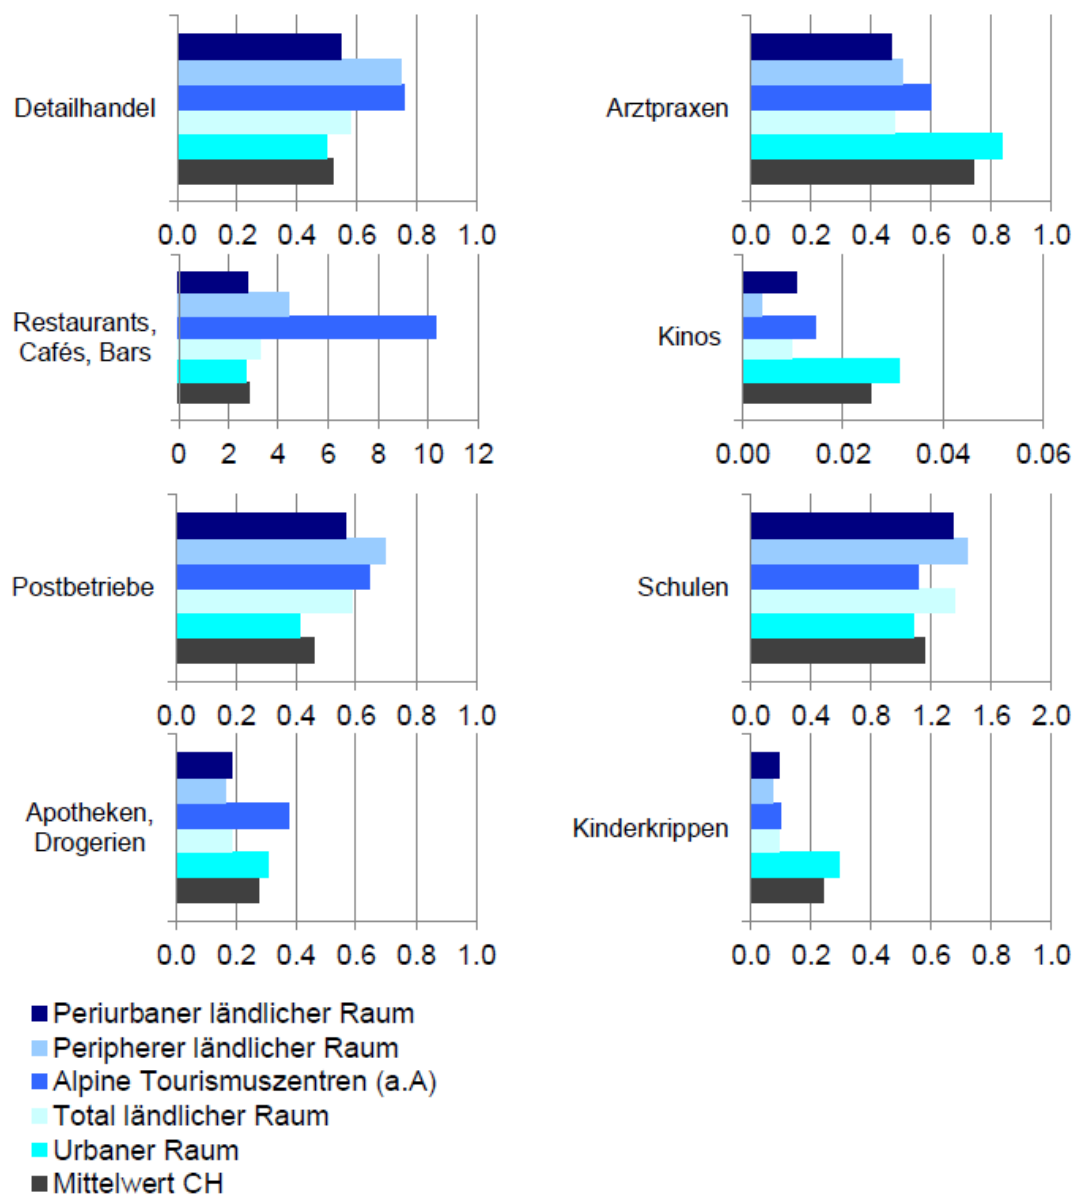 Detailhandel
0.0 0.2 0.4 0.6 0.8 1.0
Arztpraxen
0.0 0.2 0.4 0.6 0.8 1.0
Restaurants,
Cafés, Bars
0 2 4 6 8 10 12
Kinos
0.00 0.02 0.04 0.06
Postbetriebe
0.0 0.2 0.4 0.6 0.8 1.0
Schulen
0.0 0.4 0.8 1.2 1.6 2.0
Apotheken,
Drogerien
0.0 0.2 0.4 0.6 0.8 1.0
Kinderkrippen
0.0 0.2 0.4 0.6 0.8 1.0
Periurbaner ländlicher Raum
Peripherer ländlicher Raum
Alpine Tourismuszentren (a.A)
Total ländlicher Raum
Urbaner Raum
Mittelwert CH